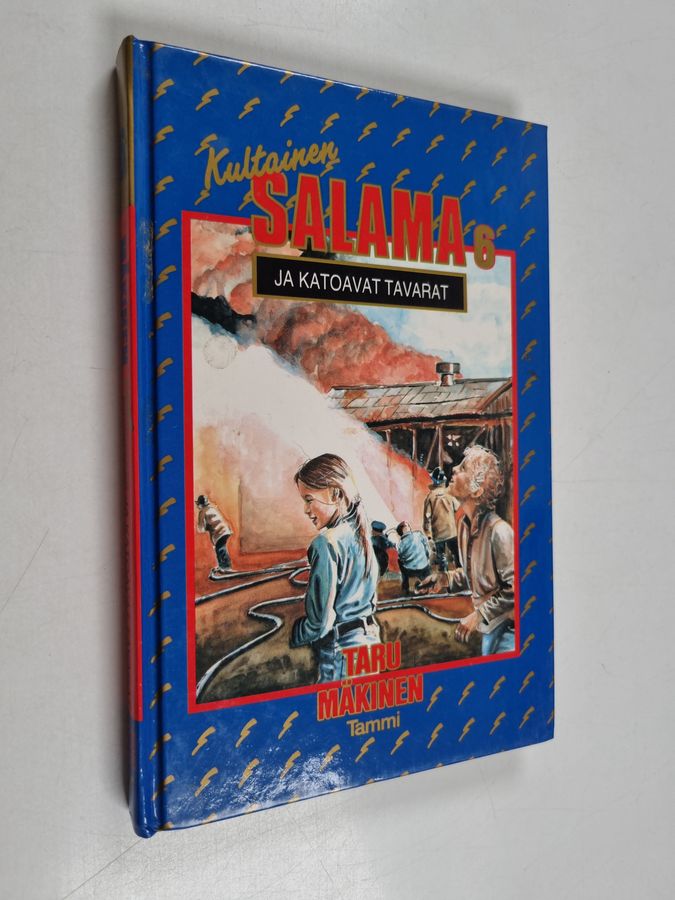 Kultainen
SALAMA 6
JA KATOAVAT TAVARAT
TARU
MÄKINEN
Tammi